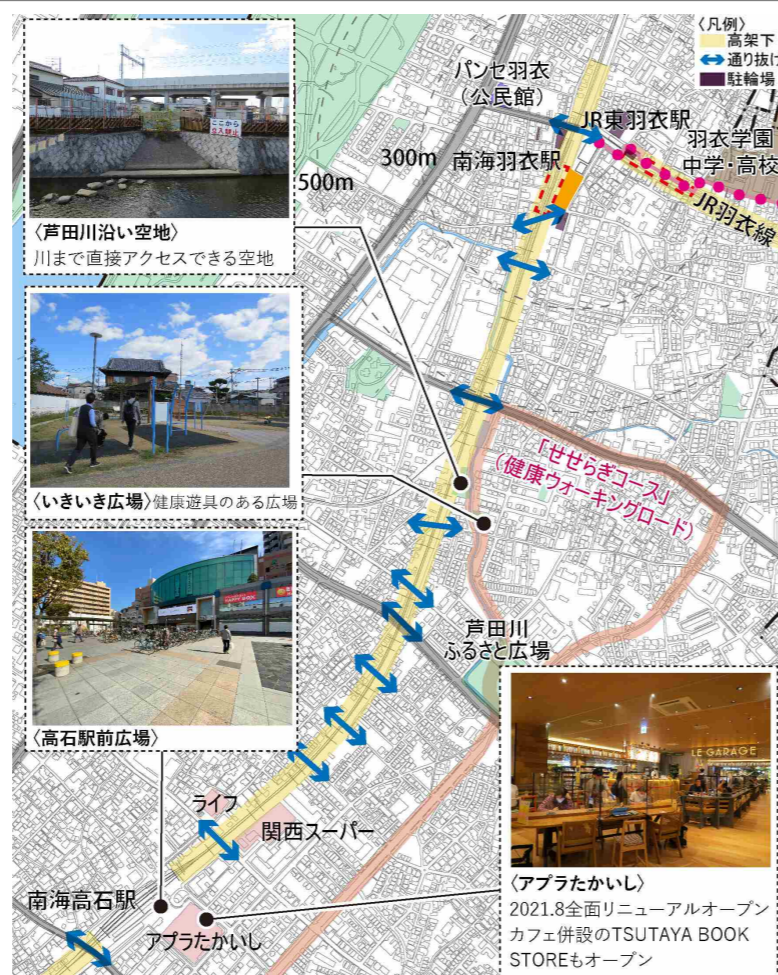 〈凡例〉
高架下
通り抜け
駐輪場
パンセ羽衣
（公民館）
JR東羽衣駅
羽衣学園
中学・高校
300m
南海羽衣駅
500m
JR羽衣線
ここから
立入禁止
〈芦田川沿い空地〉
川まで直接アクセスできる空地
「せせらぎコース」
（健康ウォーキングロード）
〈いきいき広場〉健康遊具のある広場
芦田川
ふるさと広場
〈高石駅前広場〉
LE GARAGE
ライフ
関西スーパー
南海高石駅
アプラたかいし
〈アプラたかいし〉
2021.8全面リニューアルオープン
カフェ併設のTSUTAYA BOOK
STOREもオープン